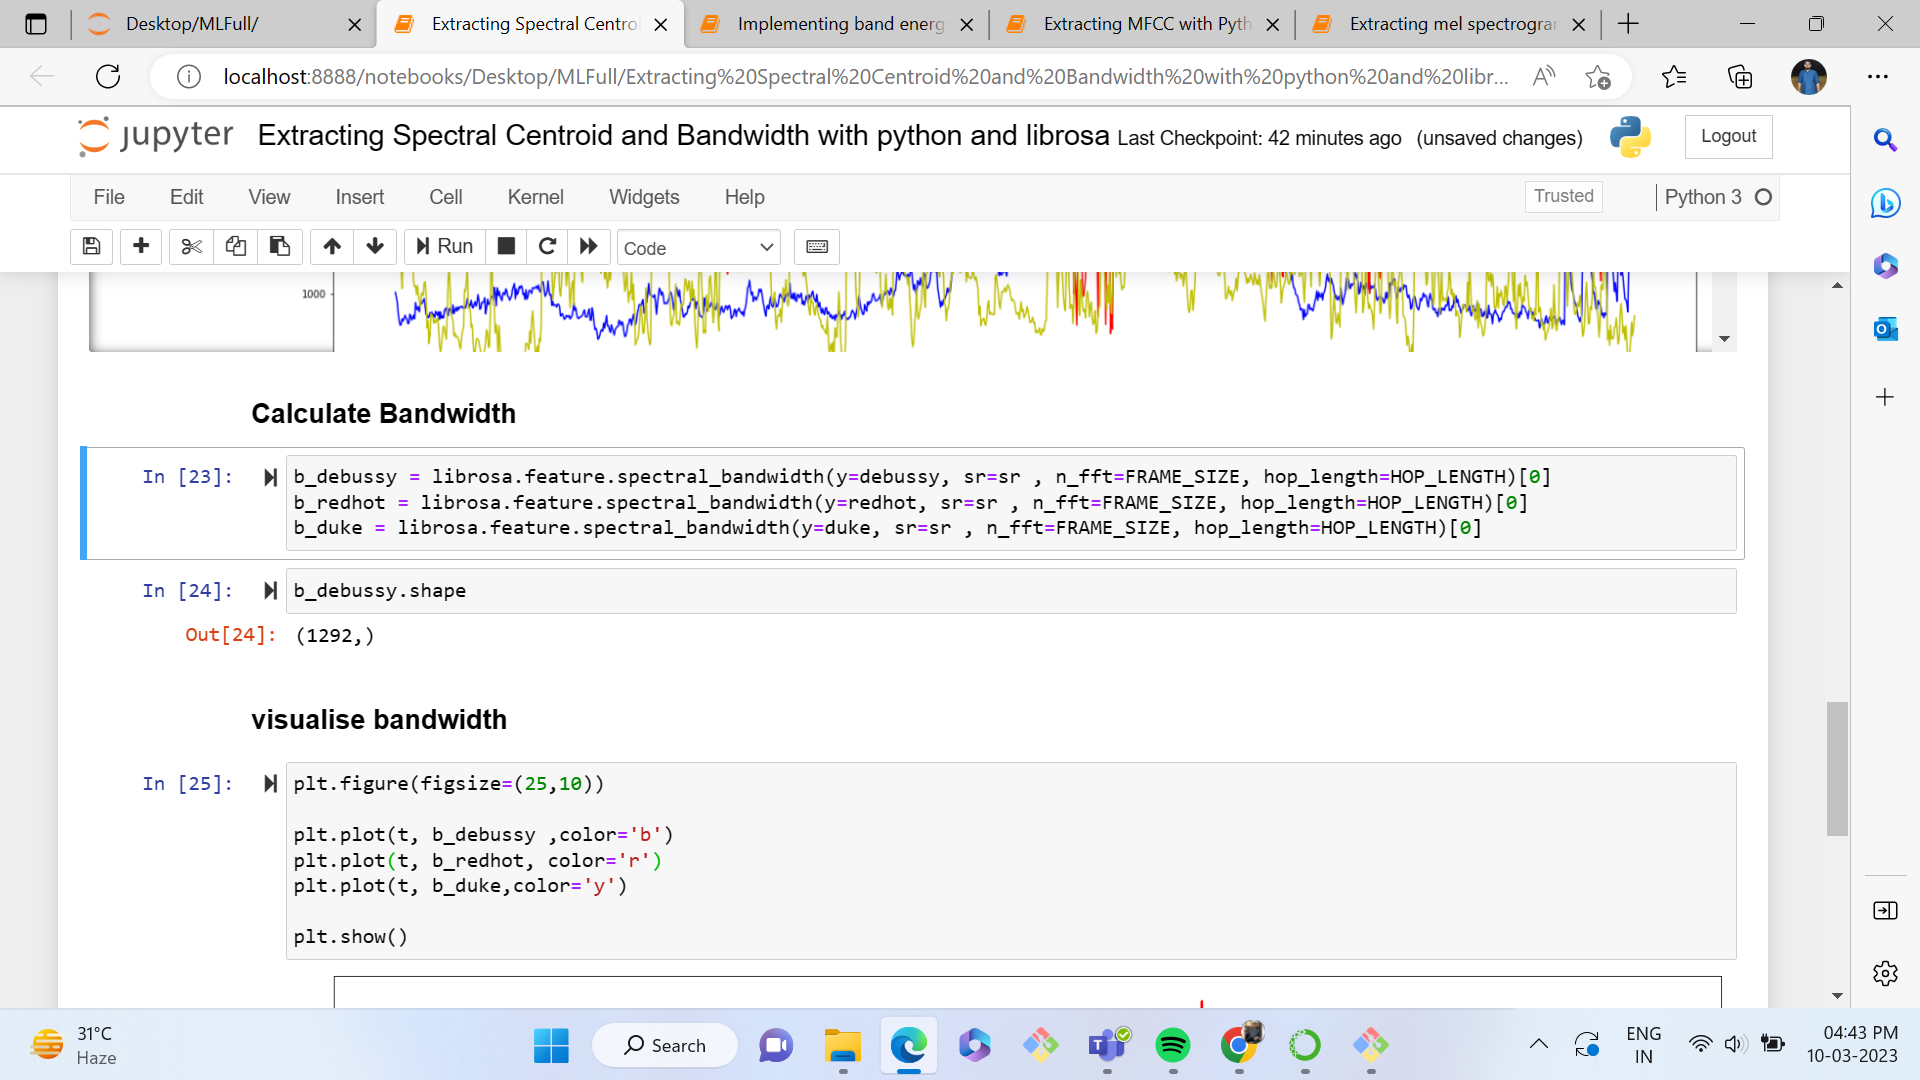 Desktop/MLFull/
Extracting Spectral Centroi
Implementing band energ
Extracting MFCC with Pyth
Extracting mel spectrogra
localhost:8888/notebooks/Desktop/MLFull/Extracting%20Spectral%20Centroid%20and%20Bandwidth%20with%20python%20and%20libr...
jupyter Extracting Spectral Centroid and Bandwidth with python and librosa Last Checkpoint: 42 minutes ago (unsaved changes) Logout
File Edit View Insert Cell Kernel Widgets Help Trusted Python 3
Run Code
1000
Calculate Bandwidth
In [23]: b_debussy = librosa.feature.spectral_bandwidth(y=debussy, sr=sr , n_fft=FRAME_SIZE, hop_length=HOP_LENGTH)[0]
b_redhot = librosa.feature.spectral_bandwidth(y=redhot, sr=sr , n_fft=FRAME_SIZE, hop_length=HOP_LENGTH)[0]
b_duke = librosa.feature.spectral_bandwidth(y=duke, sr=sr , n_fft=FRAME_SIZE, hop_length=HOP_LENGTH)[0]
In [24]: b_debussy.shape
Out[24]: (1292,)
visualise bandwidth
In [25]: plt.figure(figsize=(25,10))
plt.plot(t, b_debussy ,color='b')
plt.plot(t, b_redhot, color='r')
plt.plot(t, b_duke,color='y')
plt.show()
31°C
Haze
Search
ENG
IN
04:43 PM
10-03-2023